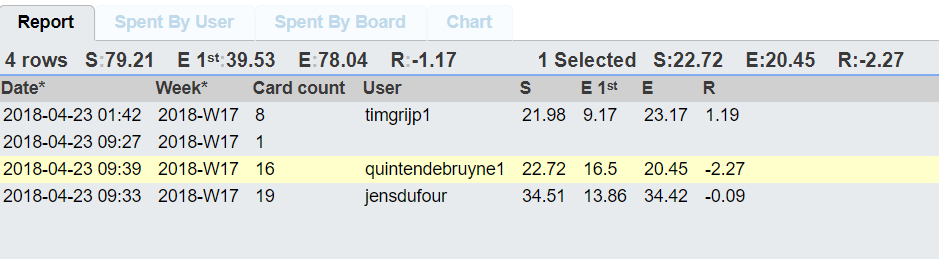 Report Spent By User Spent By Board Chart
4 rows S:79.21 E 1st:39.53 E:78.04 R:-1.17 1 Selected S:22.72 E:20.45 R:-2.27
Date* Week* Card count User S E 1st E R
2018-04-23 01:42 2018-W17 8 timgrijp1 21.98 9.17 23.17 1.19
2018-04-23 09:27 2018-W17 1
2018-04-23 09:39 2018-W17 16 quintendebruyne1 22.72 16.5 20.45 -2.27
2018-04-23 09:33 2018-W17 19 jensdufour 34.51 13.86 34.42 -0.09